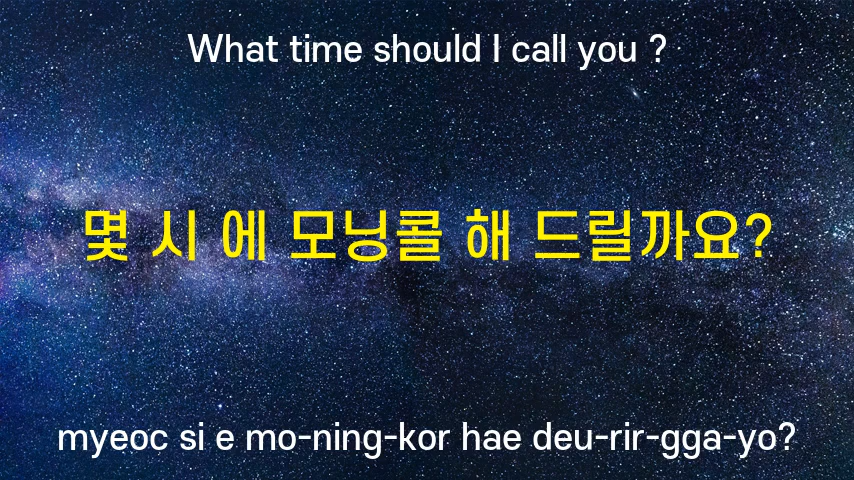 What time should I call you ?
몇 시 에 모닝콜 해 드릴까요?
myeoc si e mo-ning-kor hae deu-rir-gga-yo?